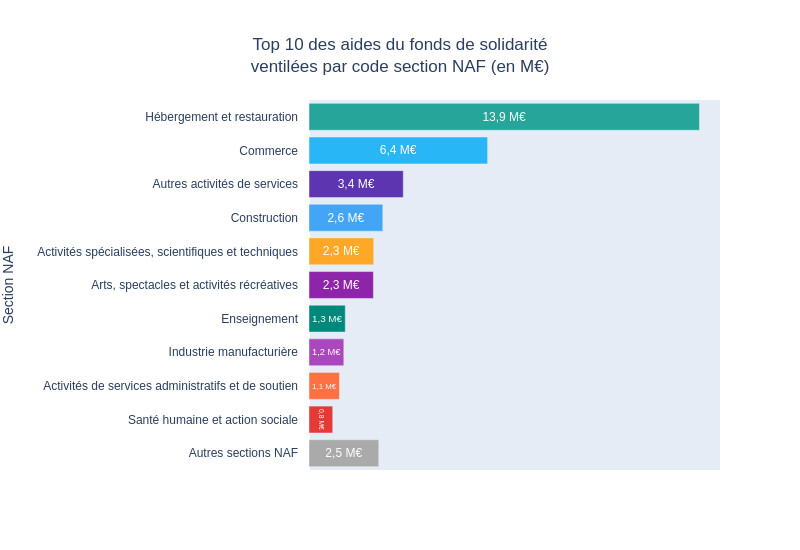 Top 10 des aides du fonds de solidarité
ventilées par code section NAF (en M€)
Section NAF
Hébergement et restauration 13,9 M€
Commerce 6,4 M€
Autres activités de services 3,4 M€
Construction 2,6 M€
Activités spécialisées, scientifiques et techniques 2,3 M€
Arts, spectacles et activités récréatives 2,3 M€
Enseignement 1,3 M€
Industrie manufacturière 1,2 M€
Activités de services administratifs et de soutien 1,1 M€
Santé humaine et action sociale 0,8 M€
Autres sections NAF 2,5 M€